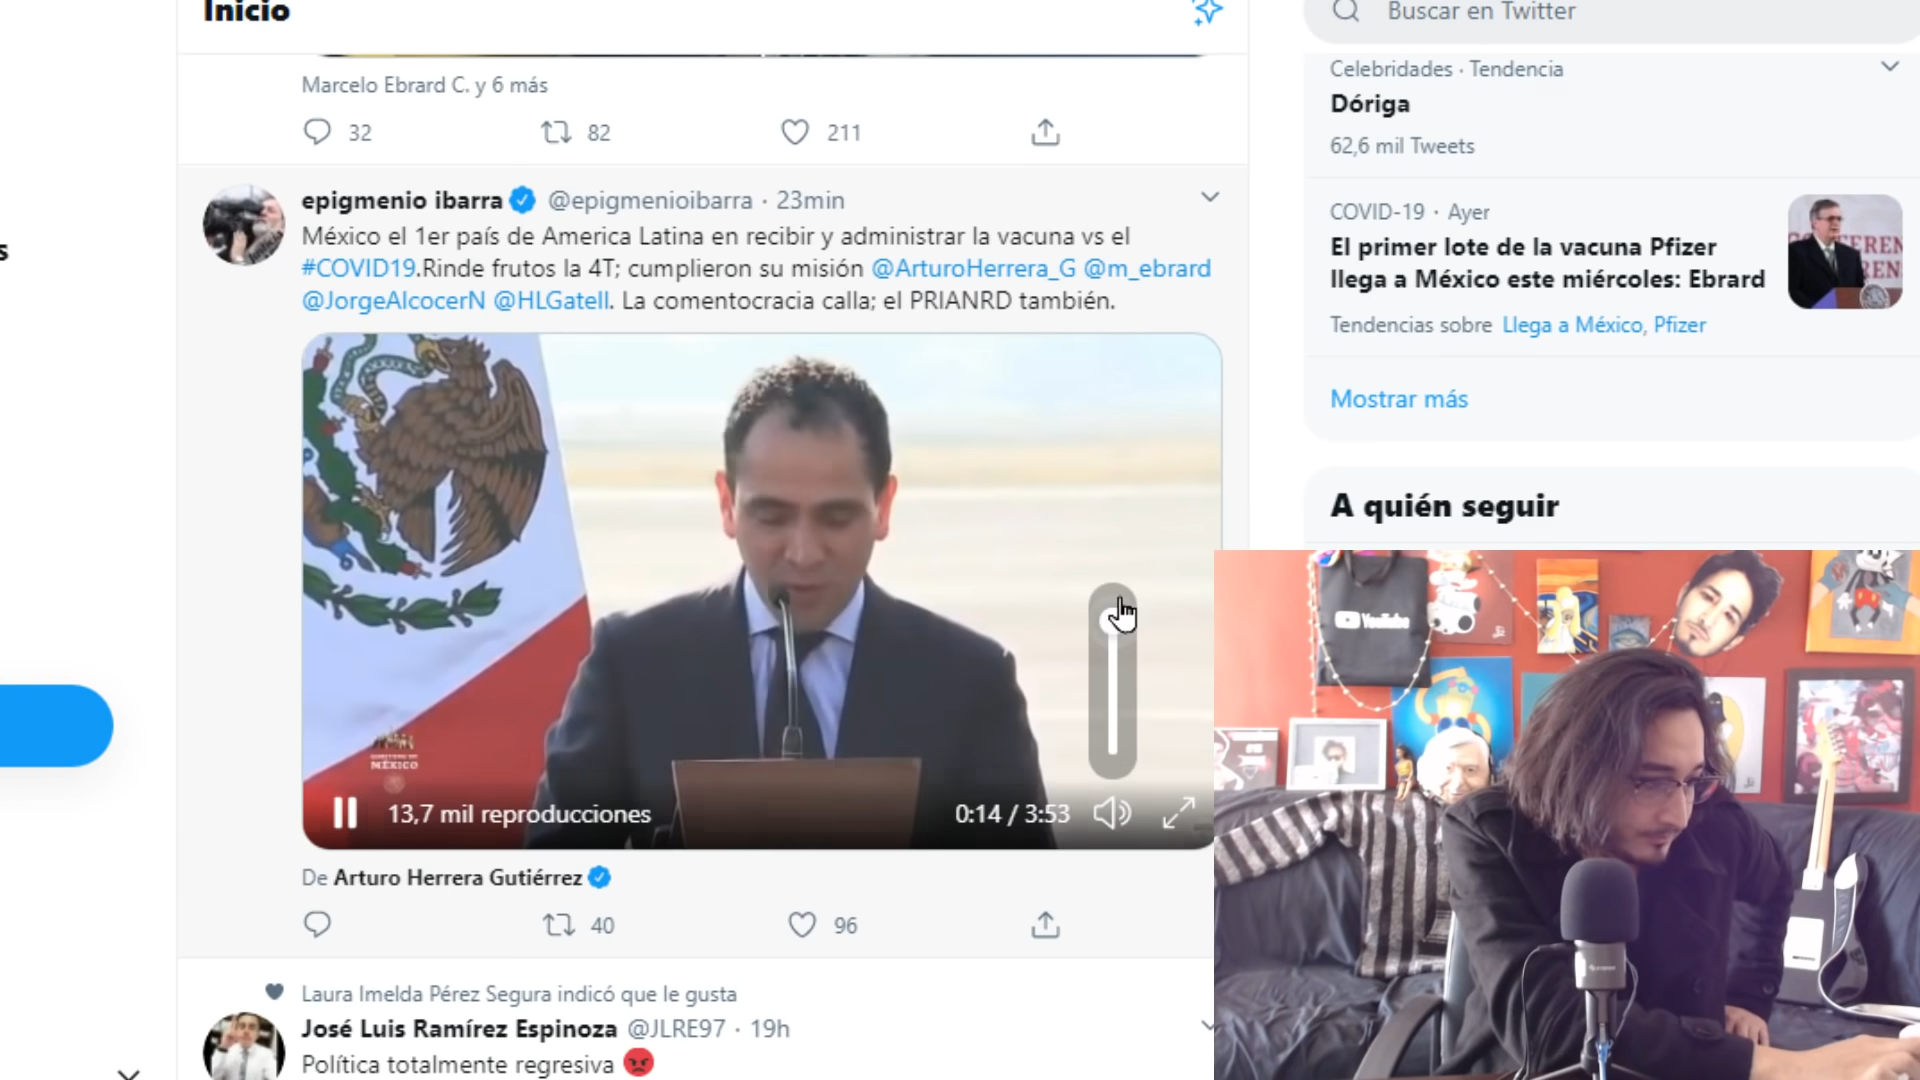 Inicio
Marcelo Ebrard C. y 6 más
32 82 211
epigmenio ibarra @epigmenioibarra · 23min
México el 1er país de America Latina en recibir y administrar la vacuna vs el
#COVID19.Rinde frutos la 4T; cumplieron su misión @ArturoHerrera_G @m_ebrard
@JorgeAlcocerN @HLGatell. La comentocracia calla; el PRIANRD también.
MÉXICO
13,7 mil reproducciones
0:14 / 3:53
De Arturo Herrera Gutiérrez
40 96
Laura Imelda Pérez Segura indicó que le gusta
José Luis Ramírez Espinoza @JLRE97 · 19h
Política totalmente regresiva
s
Buscar en Twitter
Celebridades · Tendencia
Dóriga
62,6 mil Tweets
COVID-19 · Ayer
El primer lote de la vacuna Pfizer
llega a México este miércoles: Ebrard
Tendencias sobre Llega a México, Pfizer
Mostrar más
A quién seguir
YouTube